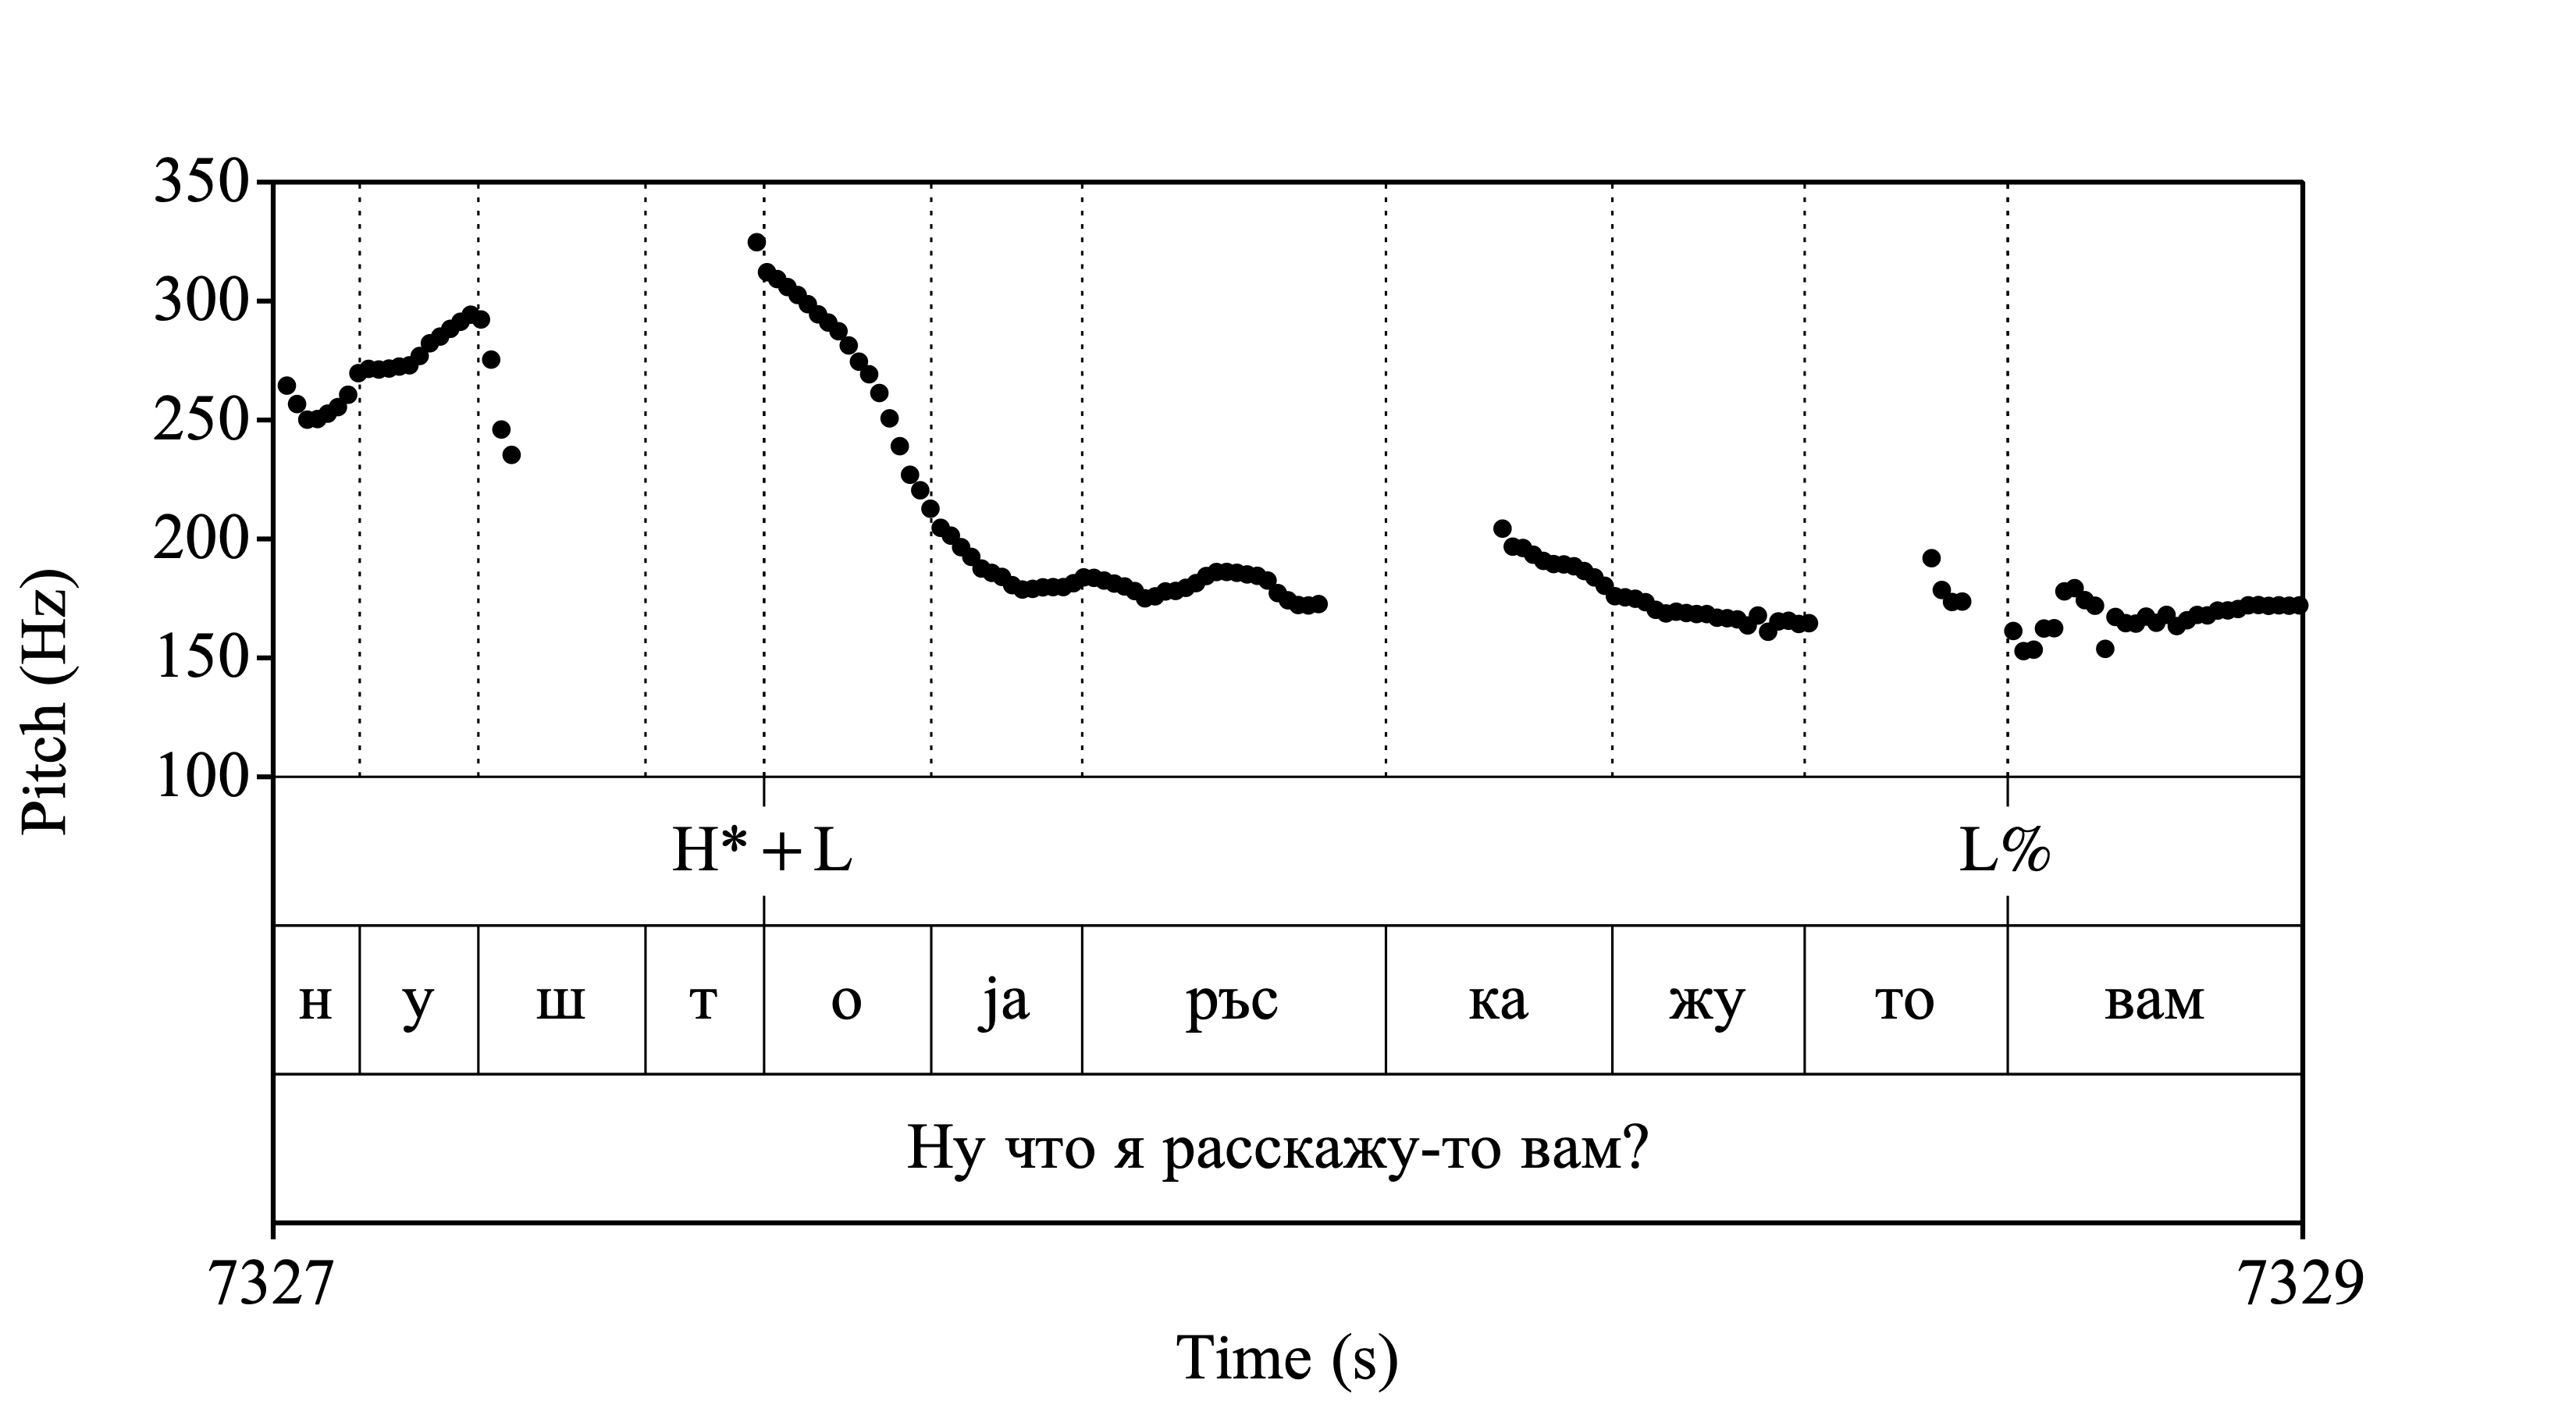 350
300
250
200
150
100
Pitch (Hz)
H*+L L%
н у ш т о ја ръс ка жу то вам
Ну что я расскажу-то вам?
7327 7329
Time (s)